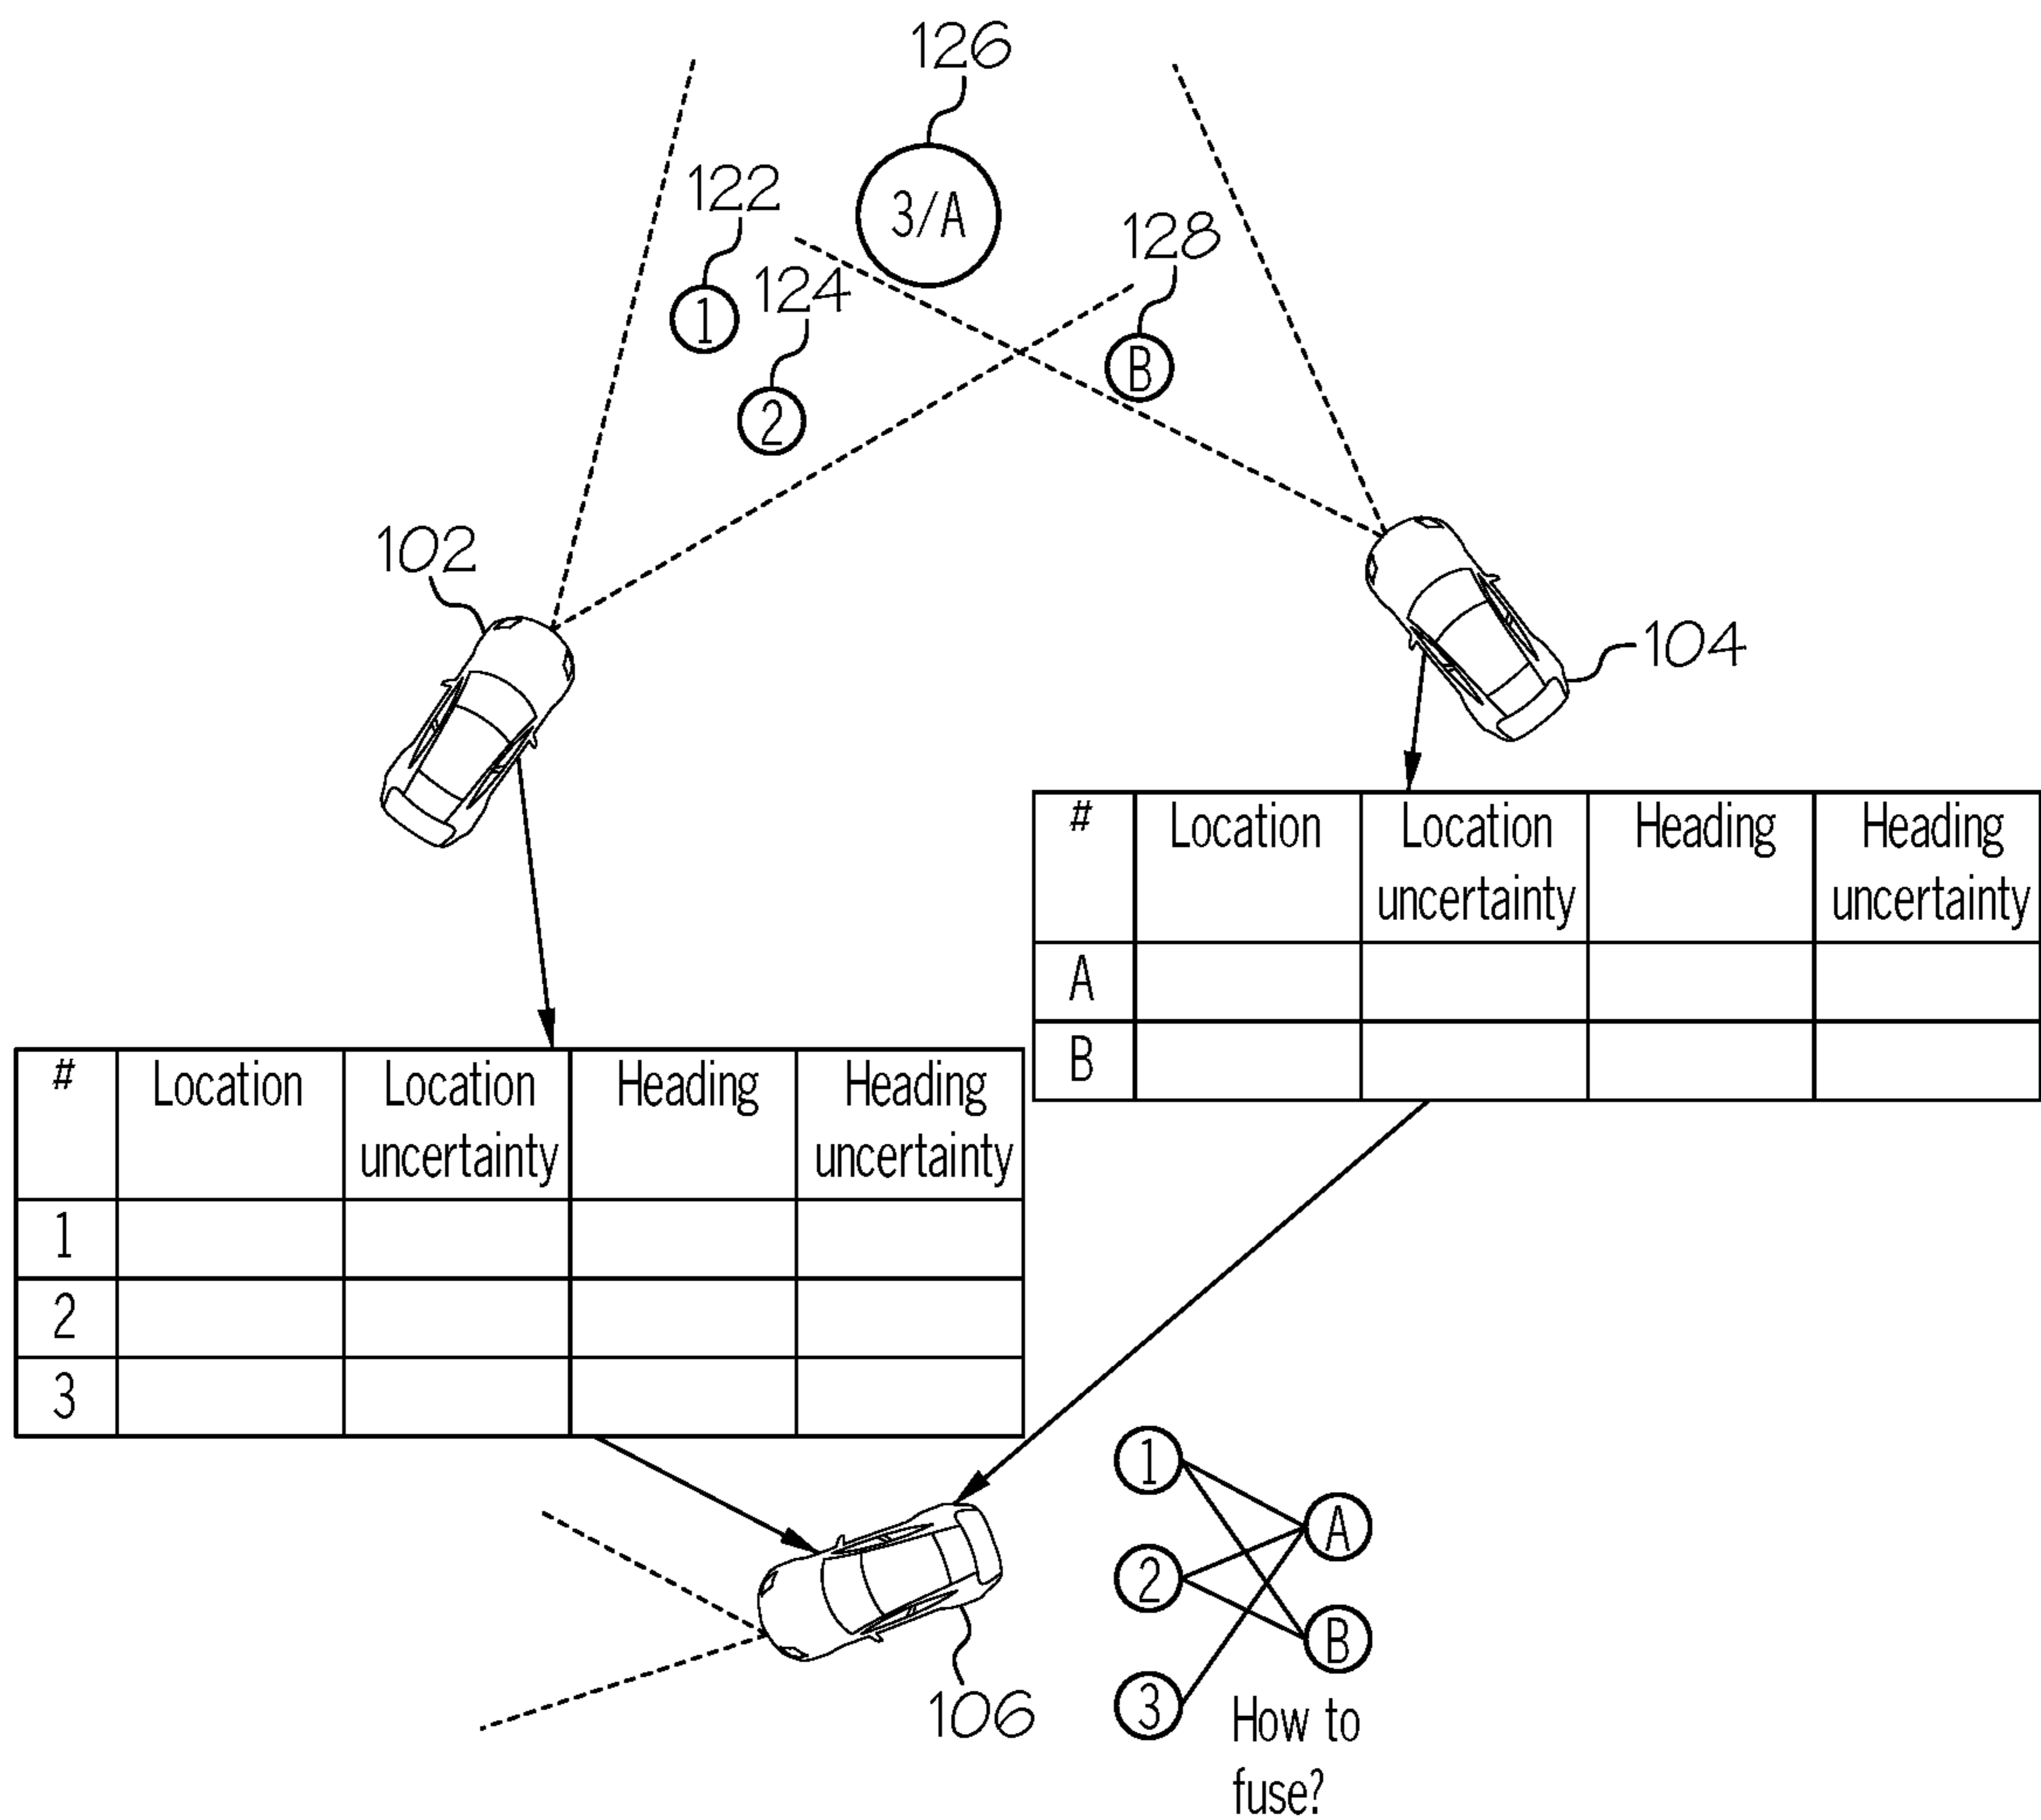 126
122
3/A
128
124
1
B
2
102
104
# Location Location Heading Heading
uncertainty uncertainty
A
B
# Location Location Heading Heading
uncertainty uncertainty
1
2
3
1
A
2
B
3
106
How to
fuse?